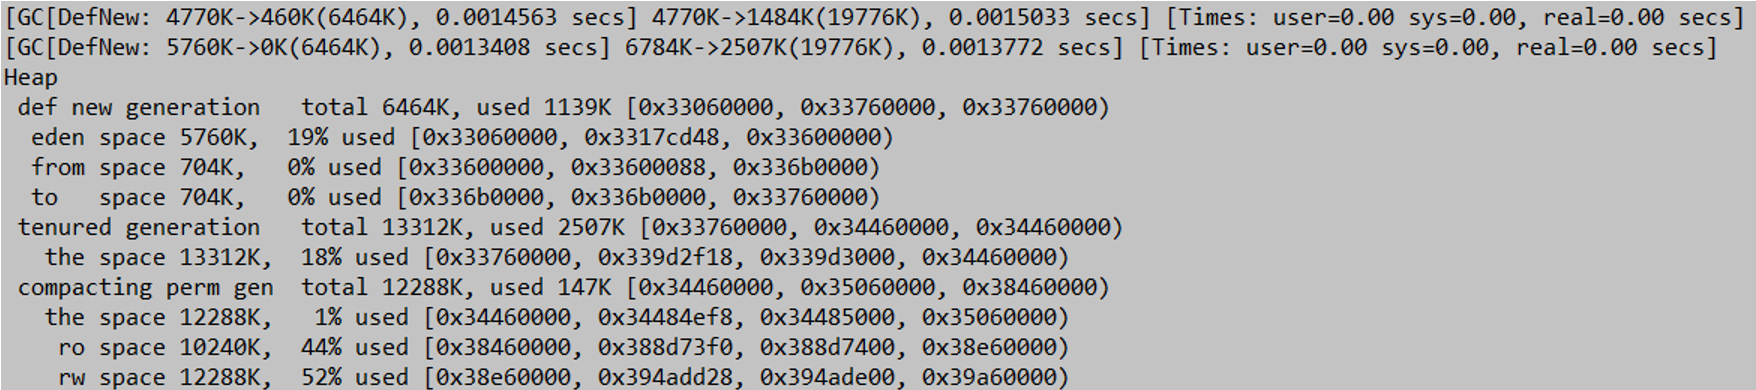 [GC[DefNew: 4770K->460K(6464K), 0.0014563 secs] 4770K->1484K(19776K), 0.0015033 secs] [Times: user=0.00 sys=0.00, real=0.00 secs]
[GC[DefNew: 5760K->0K(6464K), 0.0013408 secs] 6784K->2507K(19776K), 0.0013772 secs] [Times: user=0.00 sys=0.00, real=0.00 secs]
Heap
 def new generation   total 6464K, used 1139K [0x33060000, 0x33760000, 0x33760000)
  eden space 5760K,  19% used [0x33060000, 0x3317cd48, 0x33600000)
  from space 704K,   0% used [0x33600000, 0x33600088, 0x336b0000)
  to   space 704K,   0% used [0x336b0000, 0x336b0000, 0x33760000)
 tenured generation   total 13312K, used 2507K [0x33760000, 0x34460000, 0x34460000)
   the space 13312K,  18% used [0x33760000, 0x339d2f18, 0x339d3000, 0x34460000)
 compacting perm gen  total 12288K, used 147K [0x34460000, 0x35060000, 0x38460000)
   the space 12288K,   1% used [0x34460000, 0x34484ef8, 0x34485000, 0x35060000)
    ro space 10240K,  44% used [0x38460000, 0x388d73f0, 0x388d7400, 0x38e60000)
    rw space 12288K,  52% used [0x38e60000, 0x394add28, 0x394ade00, 0x39a60000)